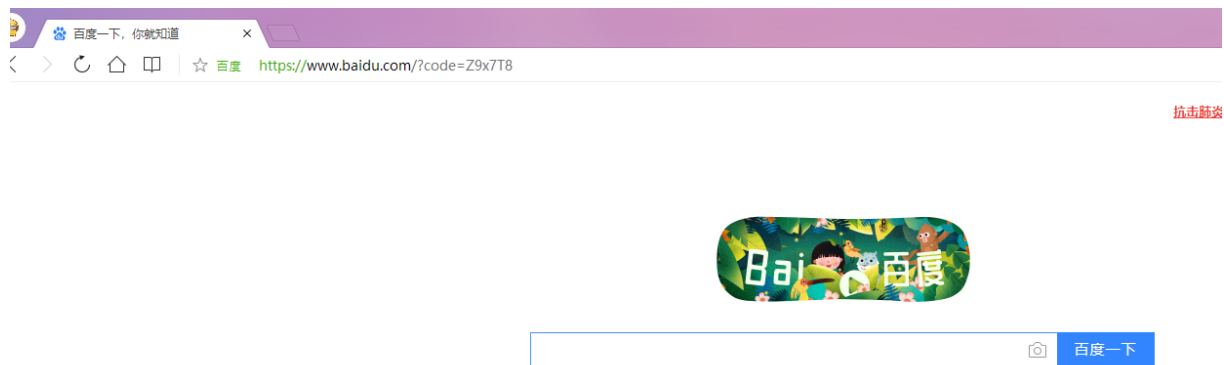 百度一下，你就知道
百度 https://www.baidu.com/?code=Z9x7T8
抗击肺炎
Bai 百度
百度一下